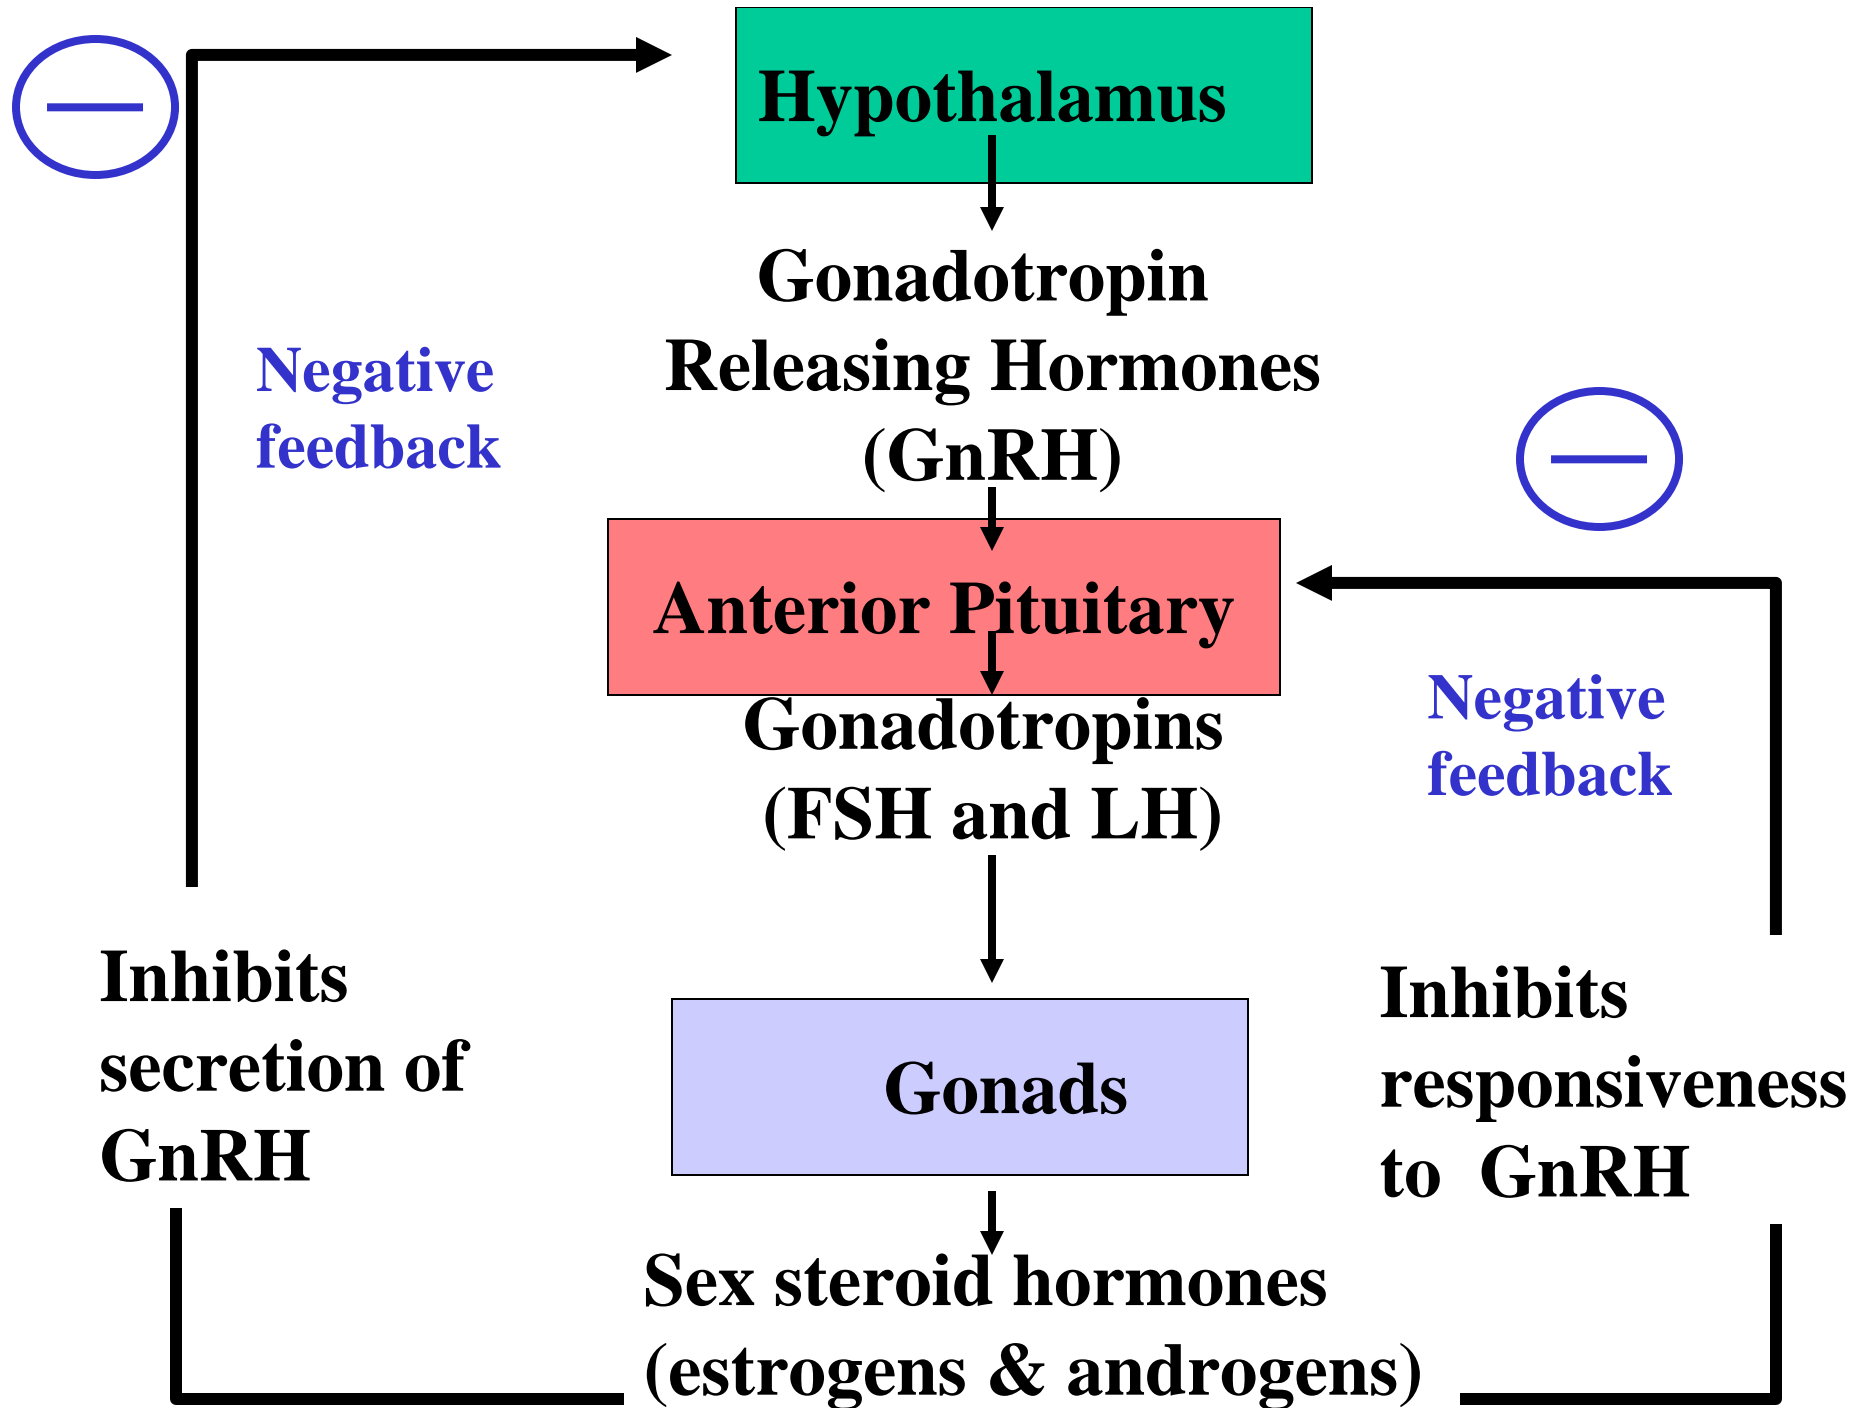 Hypothalamus
Gonadotropin
Releasing Hormones
(GnRH)
Negative
feedback
Anterior Pituitary
Gonadotropins
(FSH and LH)
Negative
feedback
Inhibits
secretion of
GnRH
Gonads
Inhibits
responsiveness
to GnRH
Sex steroid hormones
(estrogens & androgens)